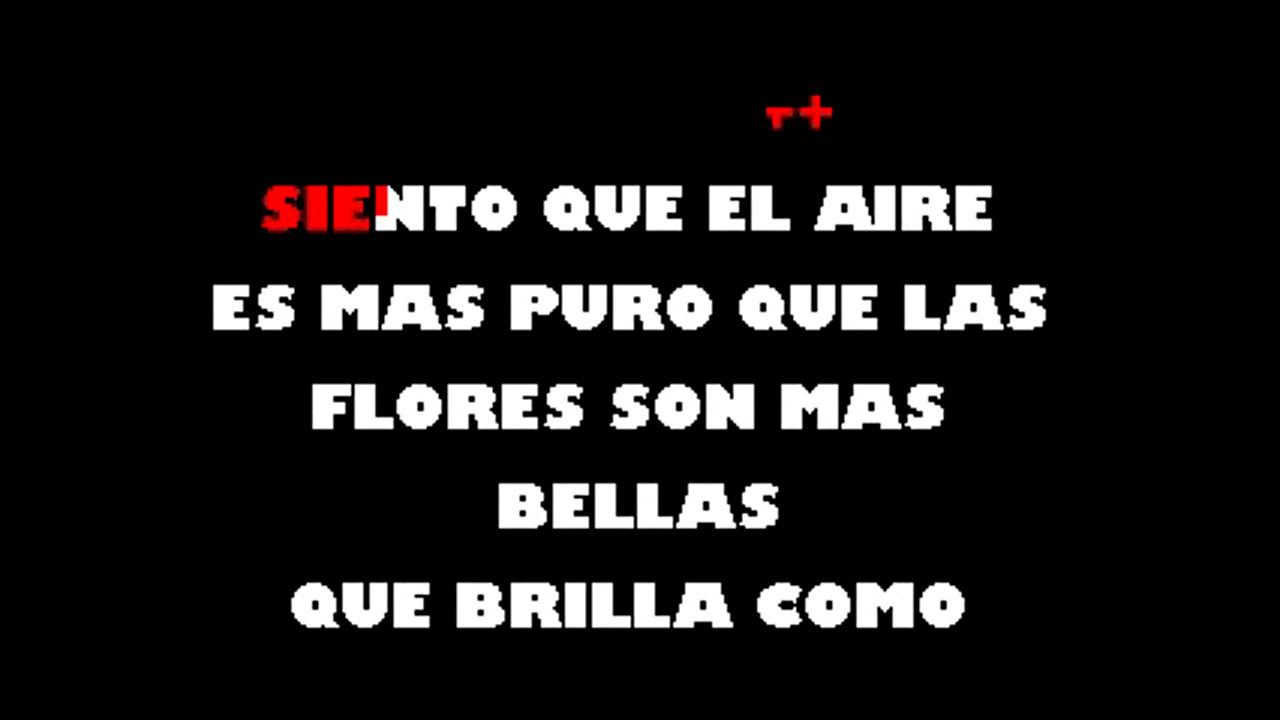 SIENTO QUE EL AIRE
ES MAS PURO QUE LAS
FLORES SON MAS
BELLAS
QUE BRILLA COMO